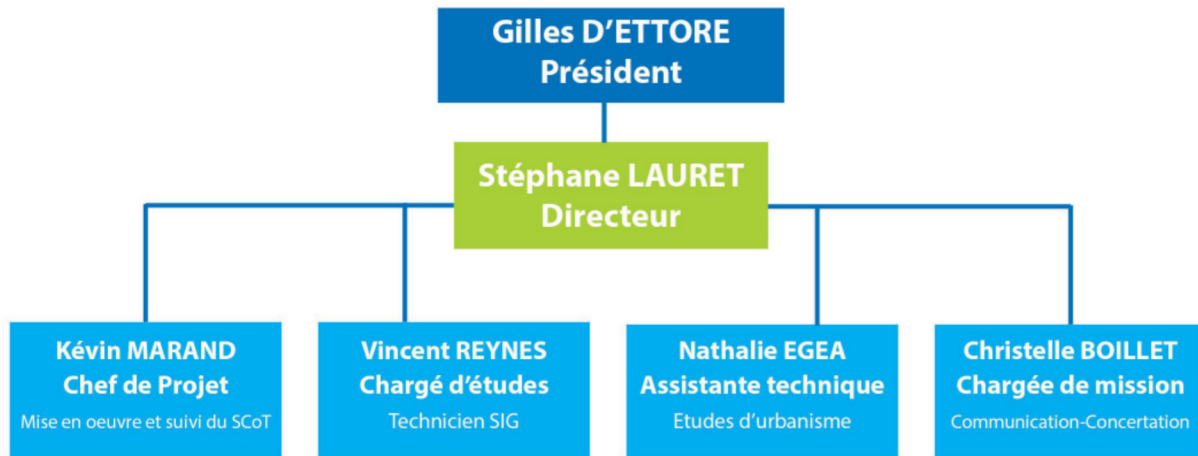 Gilles D’ETTORE
Président
Stéphane LAURET
Directeur
Kévin MARAND
Chef de Projet
Mise en oeuvre et suivi du SCoT
Vincent REYNES
Chargé d’études
Technicien SIG
Nathalie EGEA
Assistante technique
Etudes d’urbanisme
Christelle BOILLET
Chargée de mission
Communication-Concertation